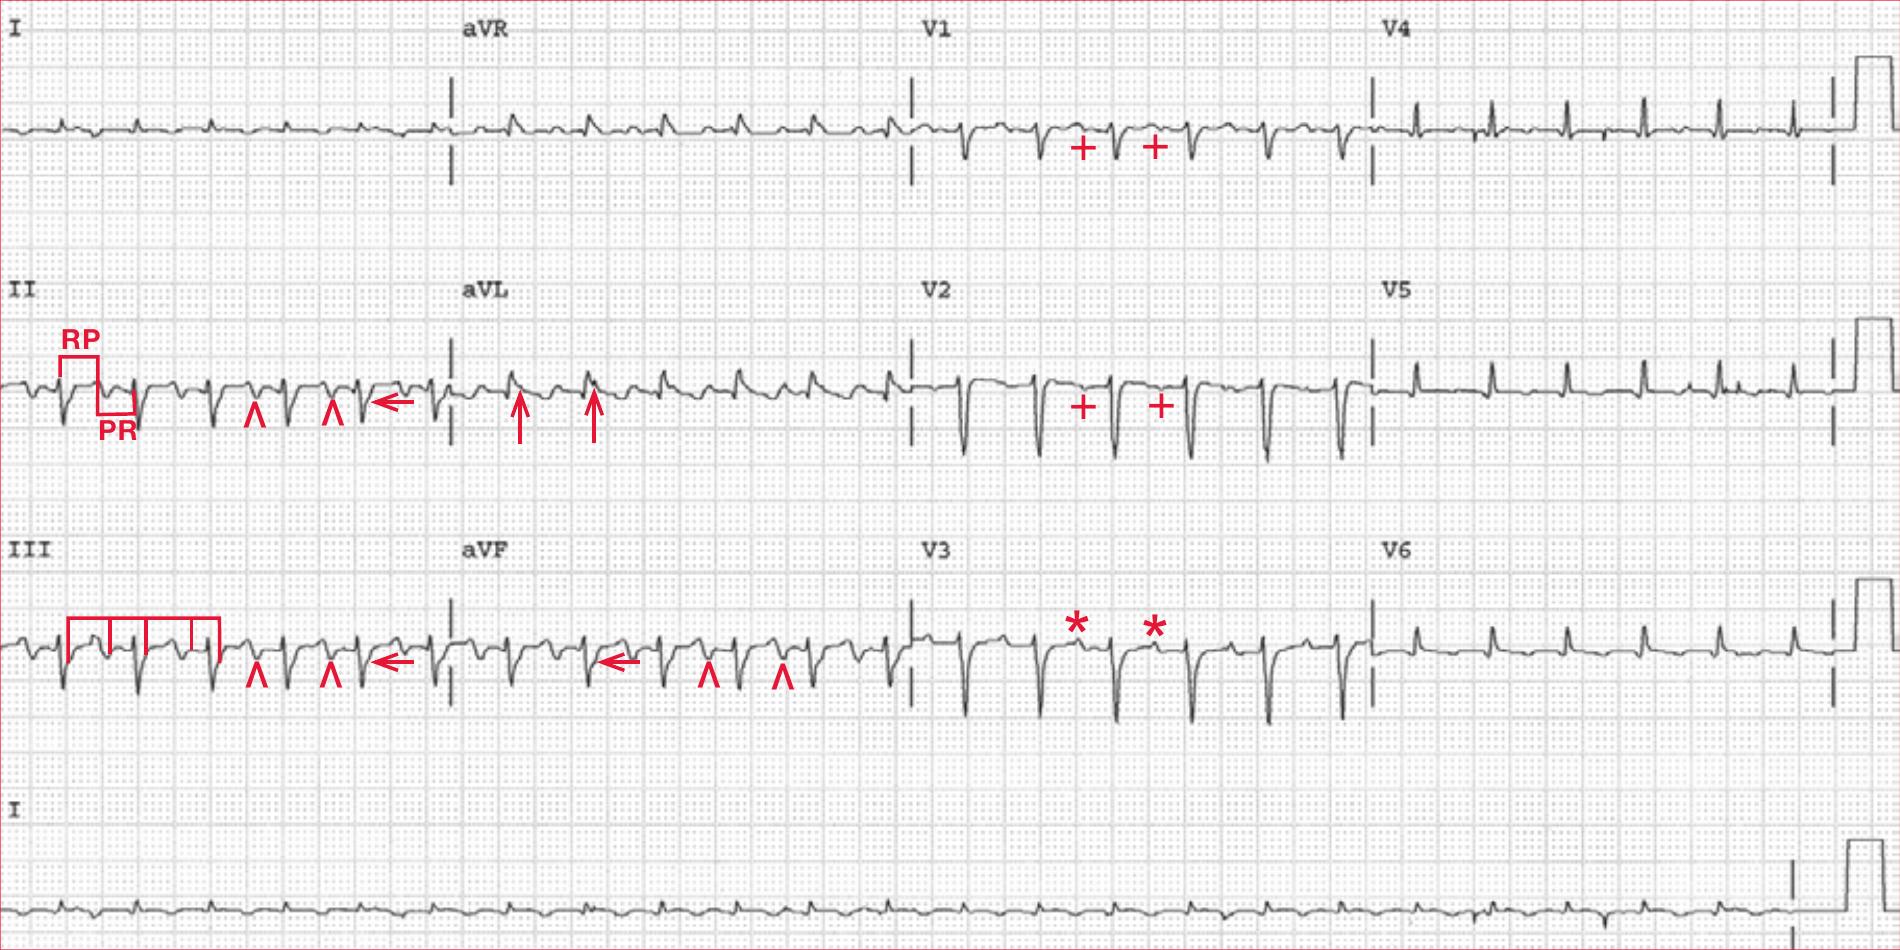 I aVR V1 V4
+ +
II aVL V2 V5
RP
PR
^ ^ + +
III aVF V3 V6
* *
^ ^ ^ ^
I